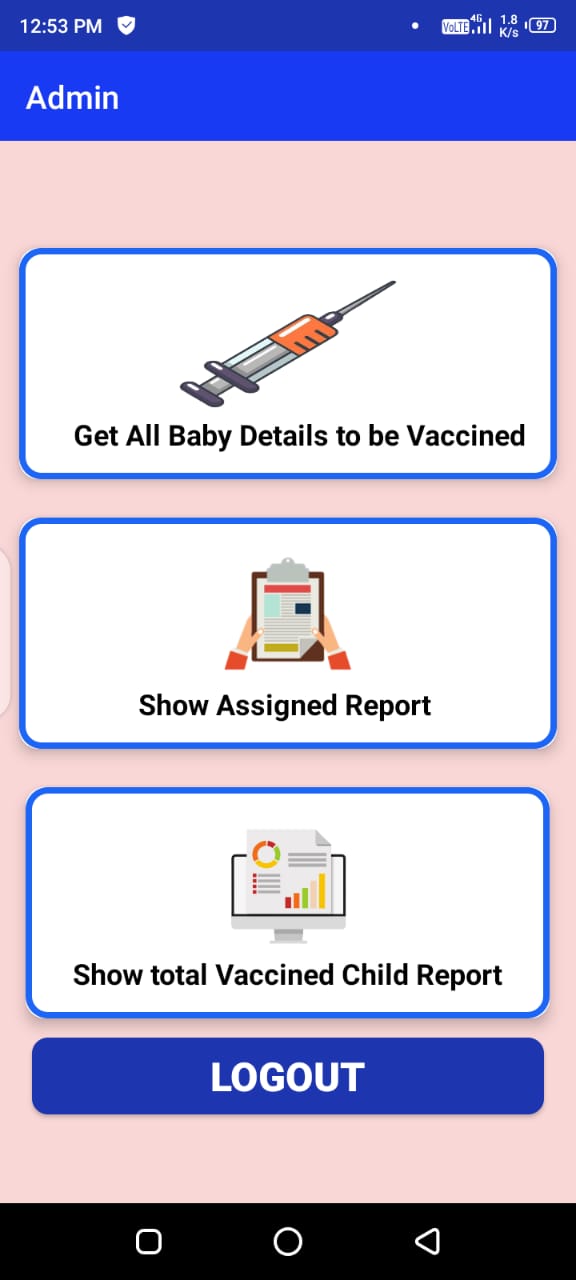 12:53 PM
VoLTE 4G 1.8 K/s 97
Admin
Get All Baby Details to be Vaccined
Show Assigned Report
Show total Vaccined Child Report
LOGOUT